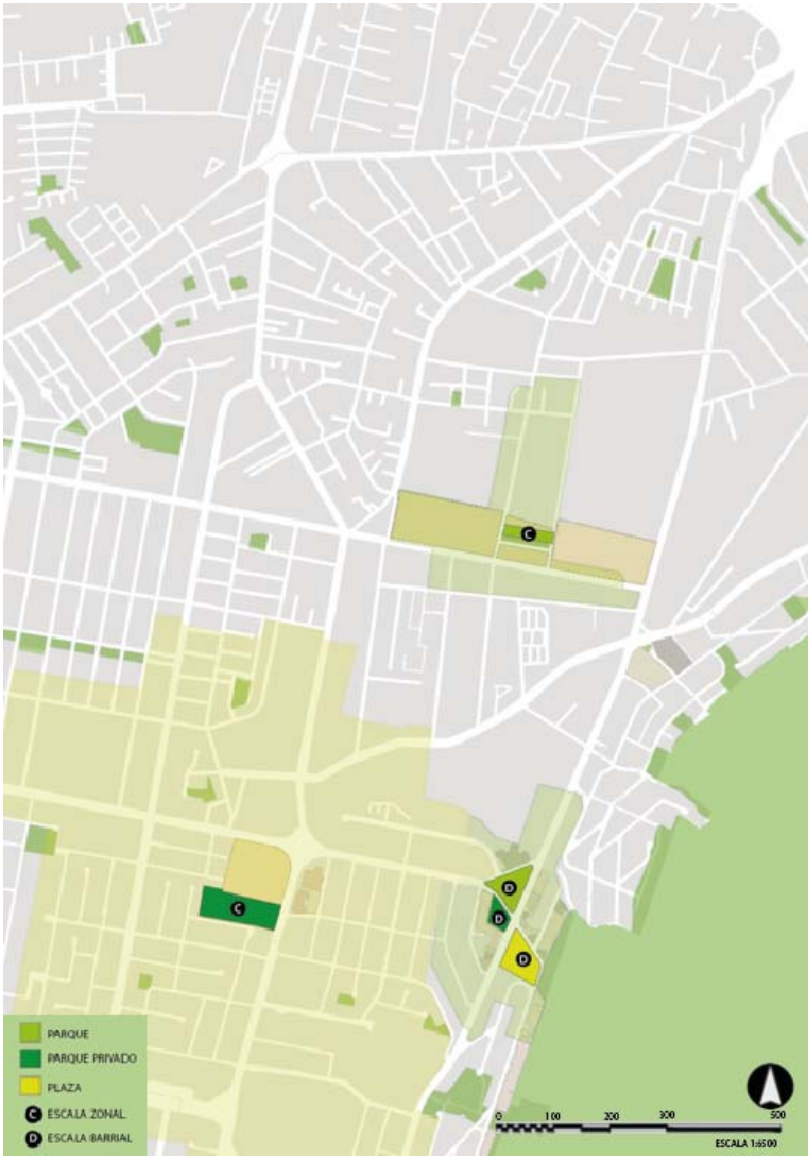 C
D
D
C
D
PARQUE
PARQUE PRIVADO
PLAZA
C ESCALA ZONAL
D ESCALA BARRIAL
0 100 200 300 500
ESCALA 1:6500